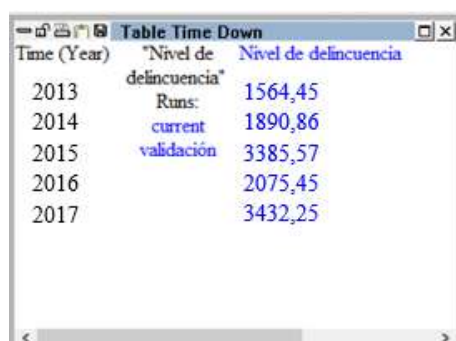 Table Time Down
Time (Year) "Nivel de delincuencia" Runs: current validación Nivel de delincuencia
2013 1564,45
2014 1890,86
2015 3385,57
2016 2075,45
2017 3432,25